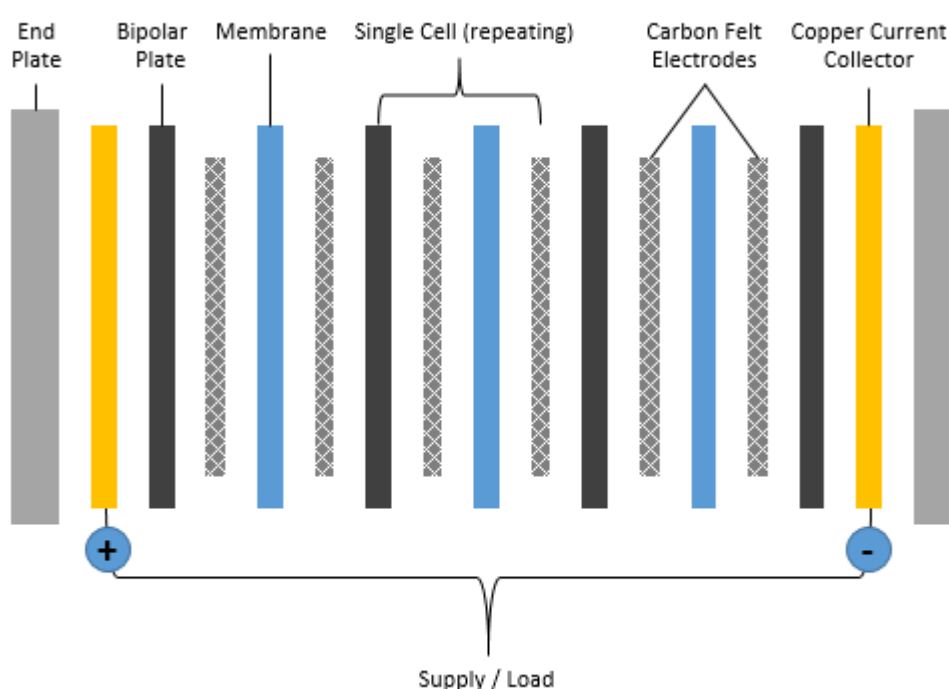 End
Plate
Bipolar
Plate
Membrane
Single Cell (repeating)
Carbon Felt
Electrodes
Copper Current
Collector
+
-
Supply / Load